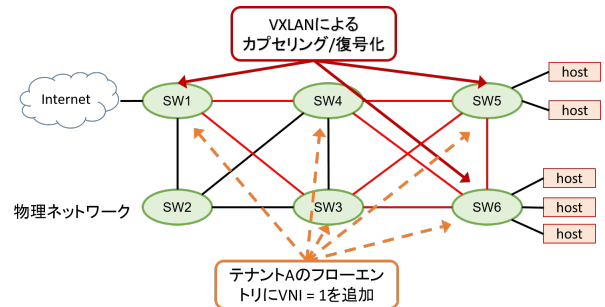 VXLANによる
カプセリング/復号化
host
Internet
SW1
SW4
SW5
host
host
物理ネットワーク
SW2
SW3
SW6
host
host
テナントAのフローエン
トリにVNI = 1を追加